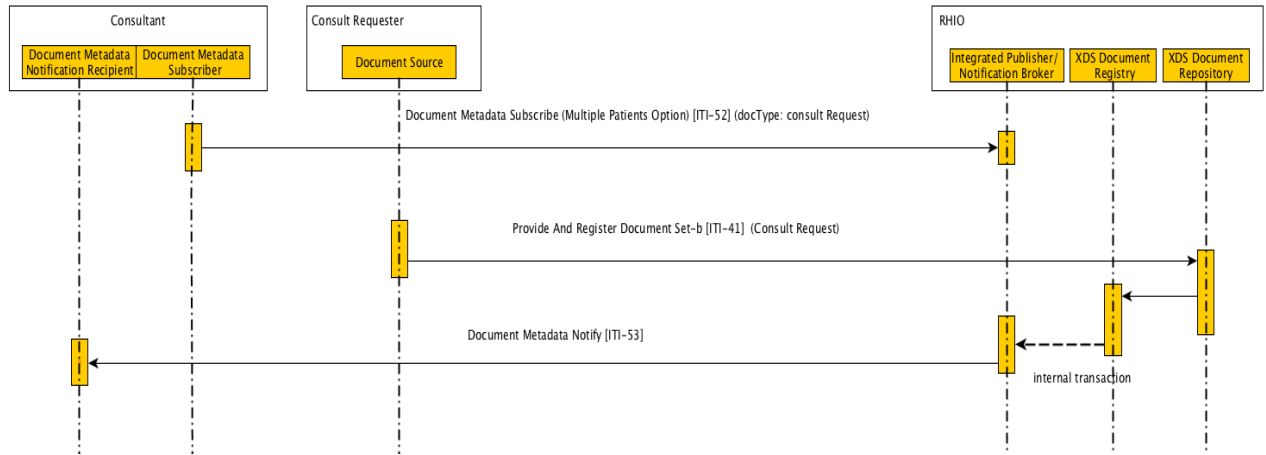 Consultant
Consult Requester
RHIO
Document Metadata
Notification Recipient
Document Metadata
Subscriber
Document Source
Integrated Publisher/
Notification Broker
XDS Document
Registry
XDS Document
Repository
Document Metadata Subscribe (Multiple Patients Option) [ITI-52] (docType: consult Request)
Provide And Register Document Set-b [ITI-41] (Consult Request)
Document Metadata Notify [ITI-53]
internal transaction